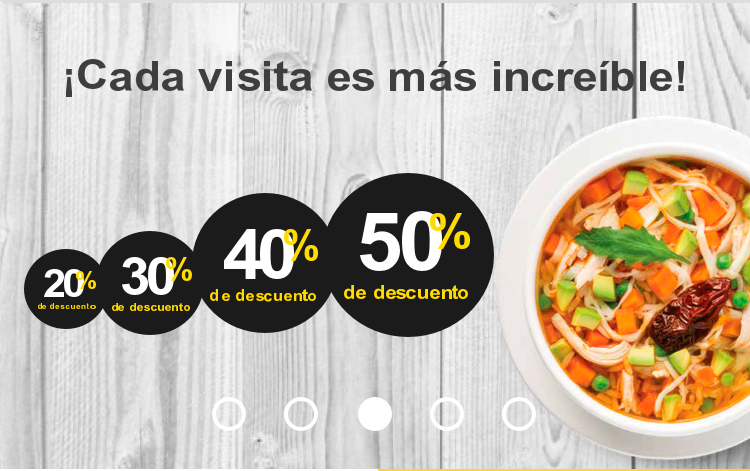 ¡Cada visita es más increíble!
20%
de descuento
30%
de descuento
40%
de descuento
50%
de descuento